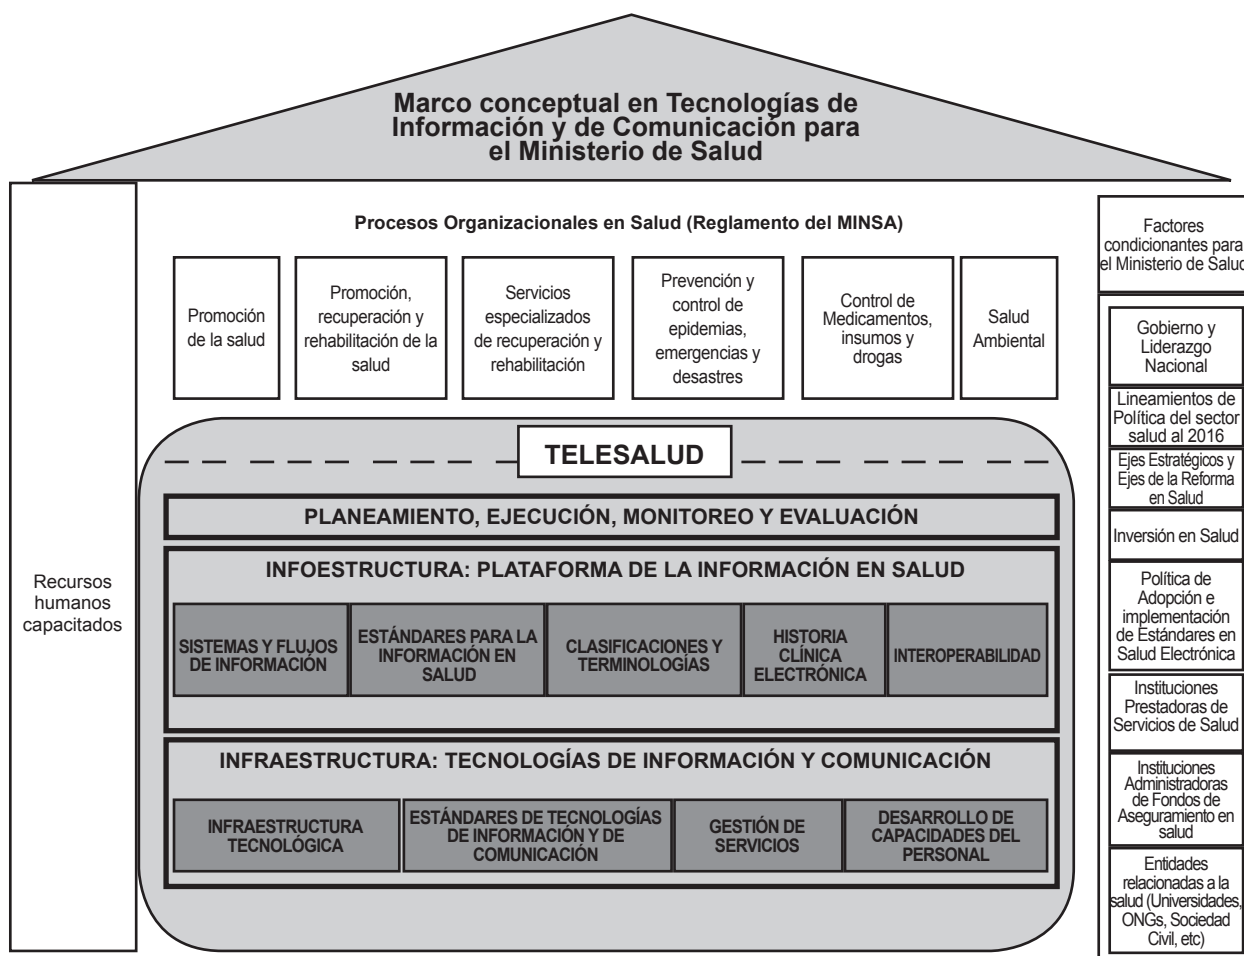 Marco conceptual en Tecnologías de
Información y de Comunicación para
el Ministerio de Salud
Recursos
humanos
capacitados
Procesos Organizacionales en Salud (Reglamento del MINSA)
Promoción
de la salud
Promoción,
recuperación y
rehabilitación de la
salud
Servicios
especializados
de recuperación y
rehabilitación
Prevención y
control de
epidemias,
emergencias y
desastres
Control de
Medicamentos,
insumos y
drogas
Salud
Ambiental
TELESALUD
PLANEAMIENTO, EJECUCIÓN, MONITOREO Y EVALUACIÓN
INFOESTRUCTURA: PLATAFORMA DE LA INFORMACIÓN EN SALUD
SISTEMAS Y FLUJOS
DE INFORMACIÓN
ESTÁNDARES PARA LA
INFORMACIÓN EN
SALUD
CLASIFICACIONES Y
TERMINOLOGÍAS
HISTORIA
CLÍNICA
ELECTRÓNICA
INTEROPERABILIDAD
INFRAESTRUCTURA: TECNOLOGÍAS DE INFORMACIÓN Y COMUNICACIÓN
INFRAESTRUCTURA
TECNOLÓGICA
ESTÁNDARES DE TECNOLOGÍAS
DE INFORMACIÓN Y DE
COMUNICACIÓN
GESTIÓN DE
SERVICIOS
DESARROLLO DE
CAPACIDADES DEL
PERSONAL
Factores
condicionantes para
el Ministerio de Salud
Gobierno y
Liderazgo
Nacional
Lineamientos de
Política del sector
salud al 2016
Ejes Estratégicos y
Ejes de la Reforma
en Salud
Inversión en Salud
Política de
Adopción e
implementación
de Estándares en
Salud Electrónica
Instituciones
Prestadoras de
Servicios de Salud
Instituciones
Administradoras
de Fondos de
Aseguramiento en
salud
Entidades
relacionadas a la
salud (Universidades,
ONGs, Sociedad
Civil, etc)